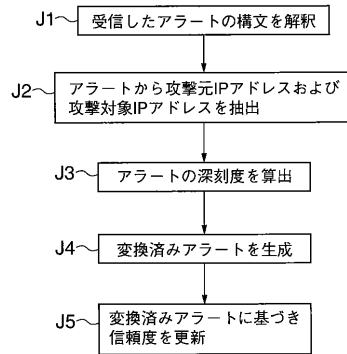 J1 受信したアラートの構文を解釈
J2 アラートから攻撃元IPアドレスおよび
攻撃対象IPアドレスを抽出
J3 アラートの深刻度を算出
J4 変換済みアラートを生成
J5 変換済みアラートに基づき
信頼度を更新